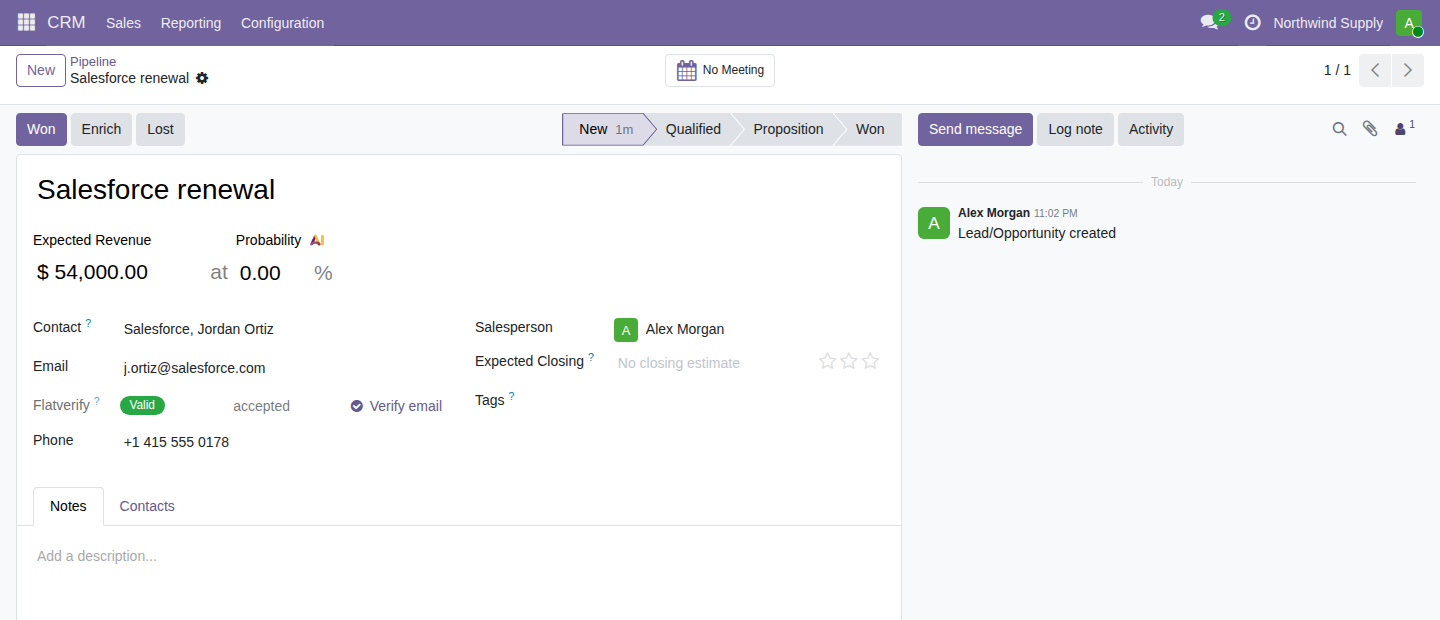 CRM Sales Reporting Configuration 2 Northwind Supply A
New Pipeline
Salesforce renewal
No Meeting
1 / 1
Won Enrich Lost New 1m Qualified Proposition Won Send message Log note Activity 1
Salesforce renewal
Expected Revenue Probability AI
$ 54,000.00 at 0.00 %
Contact ? Salesforce, Jordan Ortiz
Email j.ortiz@salesforce.com
Flatverify ? Valid accepted Verify email
Phone +1 415 555 0178
Salesperson A Alex Morgan
Expected Closing ? No closing estimate
Tags ?
Notes Contacts
Add a description...
Today
A Alex Morgan 11:02 PM
Lead/Opportunity created